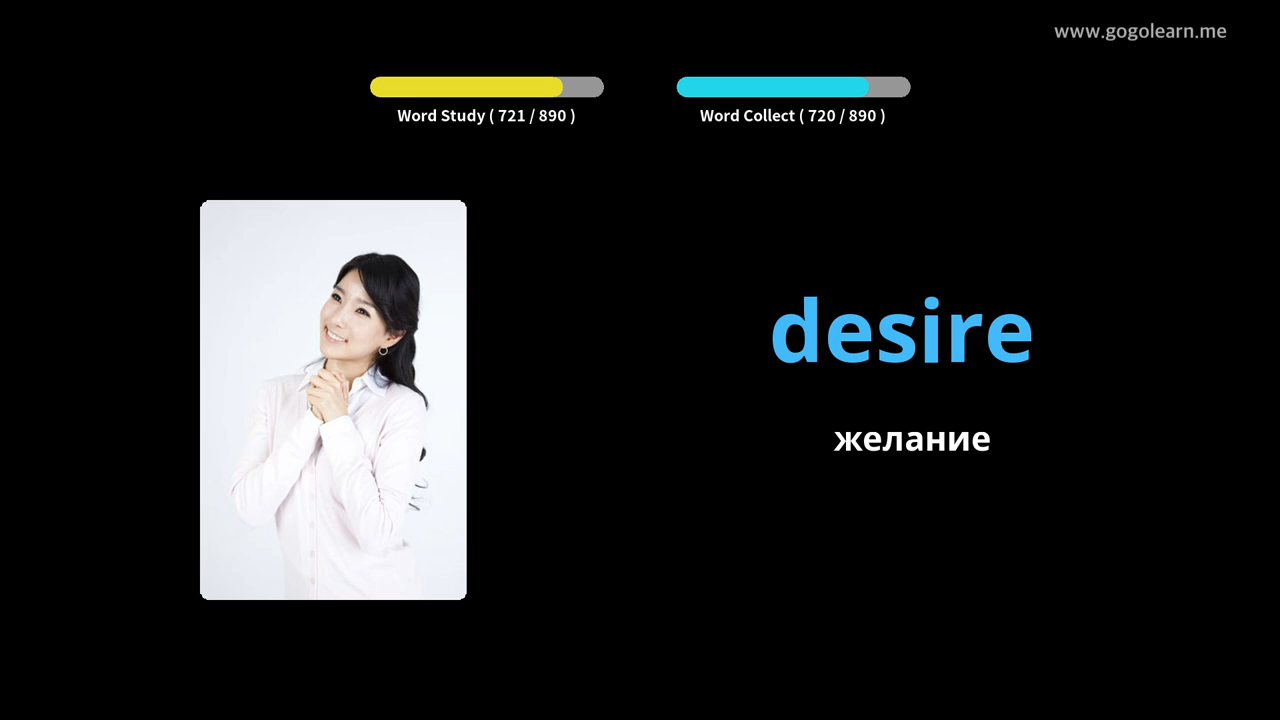 www.gogolearn.me
Word Study ( 721 / 890 )
Word Collect ( 720 / 890 )
desire
желание